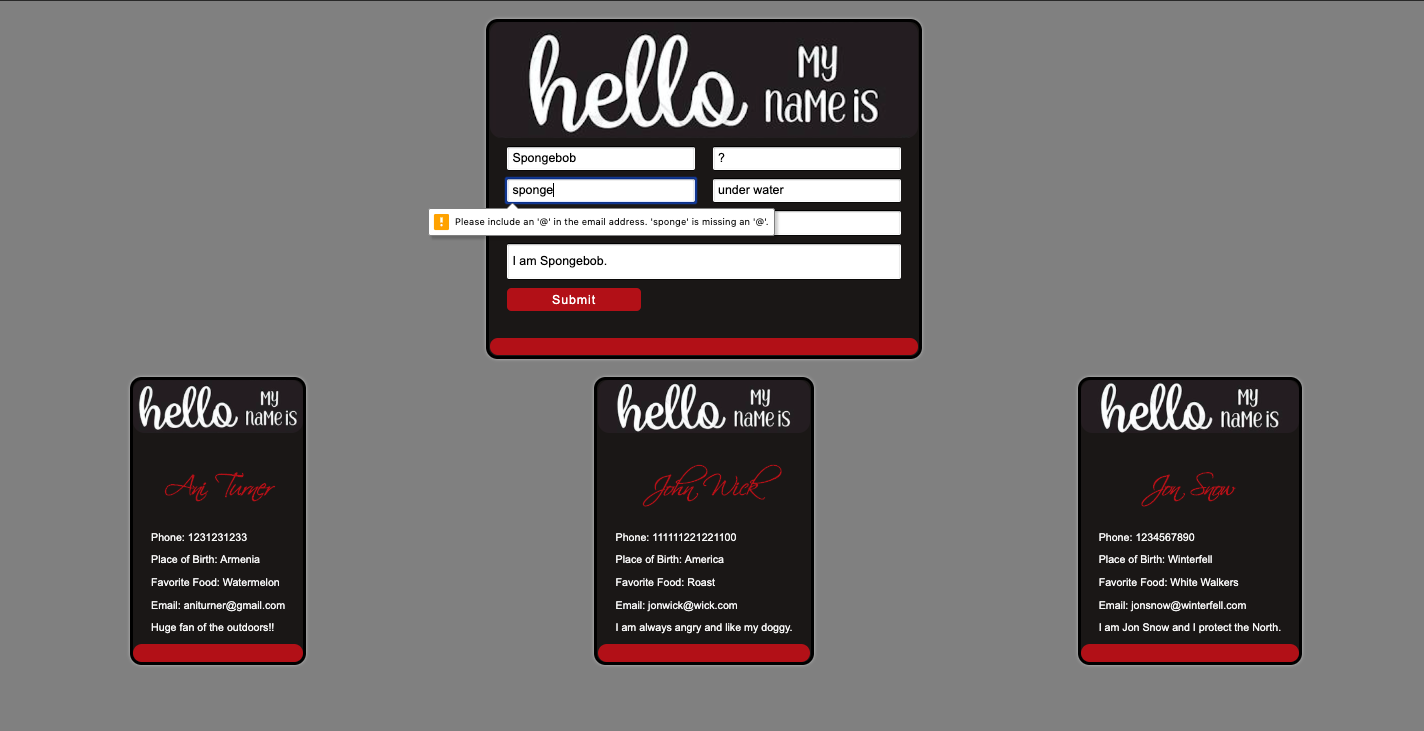 hello MY NAME IS
Spongebob
?
sponge
under water
Please include an '@' in the email address. 'sponge' is missing an '@'.
I am Spongebob.
Submit
hello MY NAME IS
Ani Turner
Phone: 1231231233
Place of Birth: Armenia
Favorite Food: Watermelon
Email: aniturner@gmail.com
Huge fan of the outdoors!!
hello MY NAME IS
John Wick
Phone: 111111221221100
Place of Birth: America
Favorite Food: Roast
Email: jonwick@wick.com
I am always angry and like my doggy.
hello MY NAME IS
Jon Snow
Phone: 1234567890
Place of Birth: Winterfell
Favorite Food: White Walkers
Email: jonsnow@winterfell.com
I am Jon Snow and I protect the North.